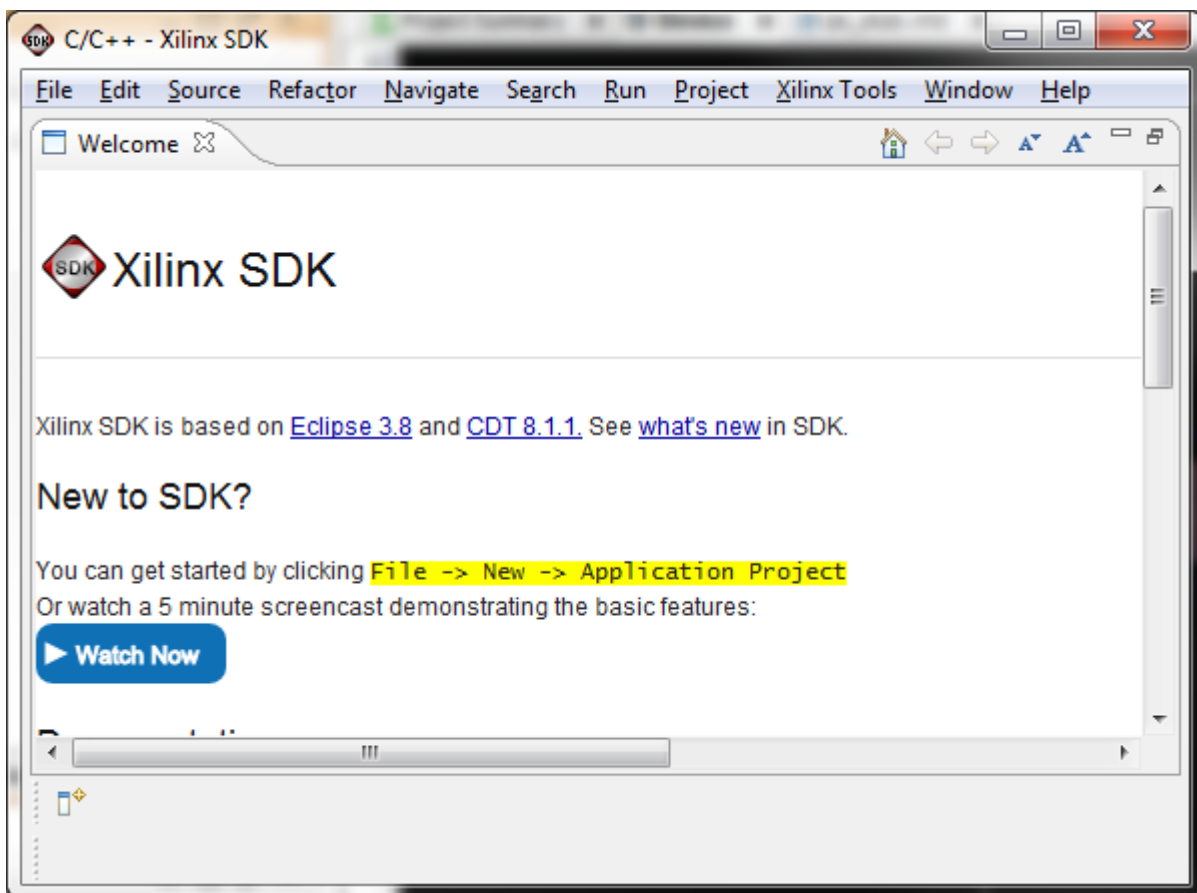 C/C++ - Xilinx SDK
File Edit Source Refactor Navigate Search Run Project Xilinx Tools Window Help
Welcome
SDK Xilinx SDK
Xilinx SDK is based on Eclipse 3.8 and CDT 8.1.1. See what's new in SDK.
New to SDK?
You can get started by clicking File -> New -> Application Project
Or watch a 5 minute screencast demonstrating the basic features:
Watch Now